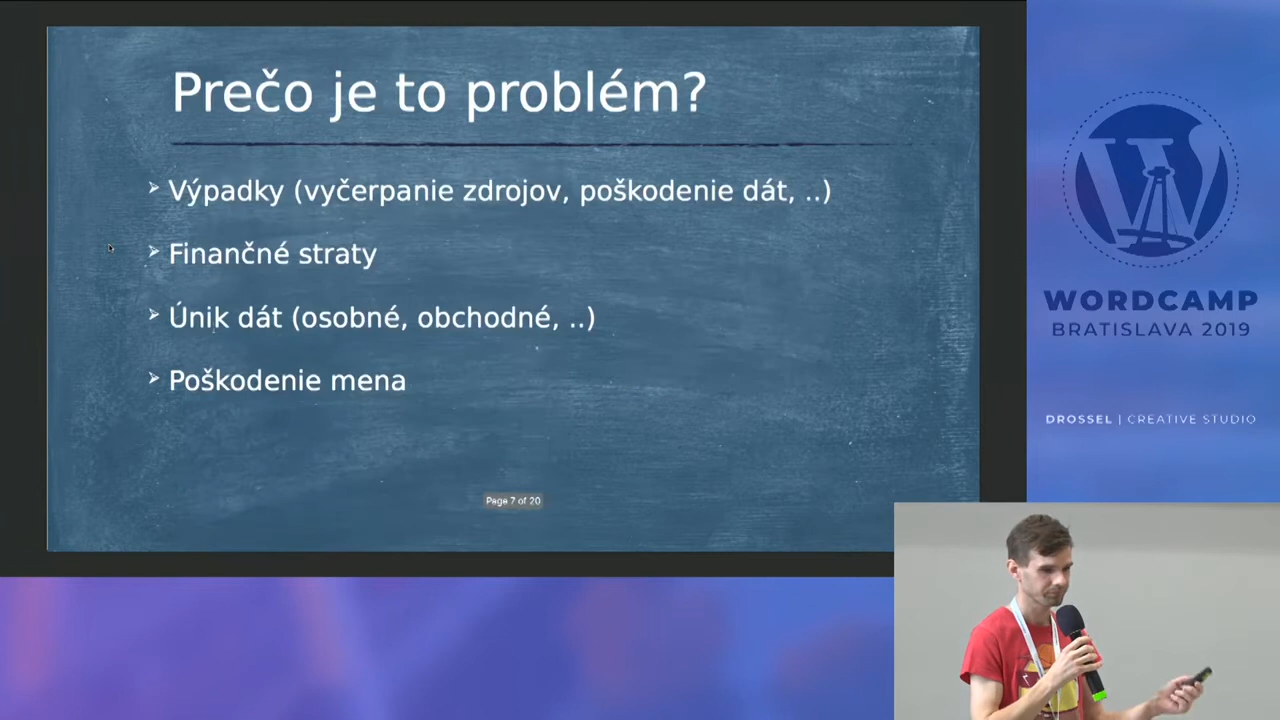 Prečo je to problém?
Výpadky (vyčerpanie zdrojov, poškodenie dát, ..)
Finančné straty
Únik dát (osobné, obchodné, ..)
Poškodenie mena
Page 7 of 20
WORDCAMP
BRATISLAVA 2019
DROSSEL | CREATIVE STUDIO